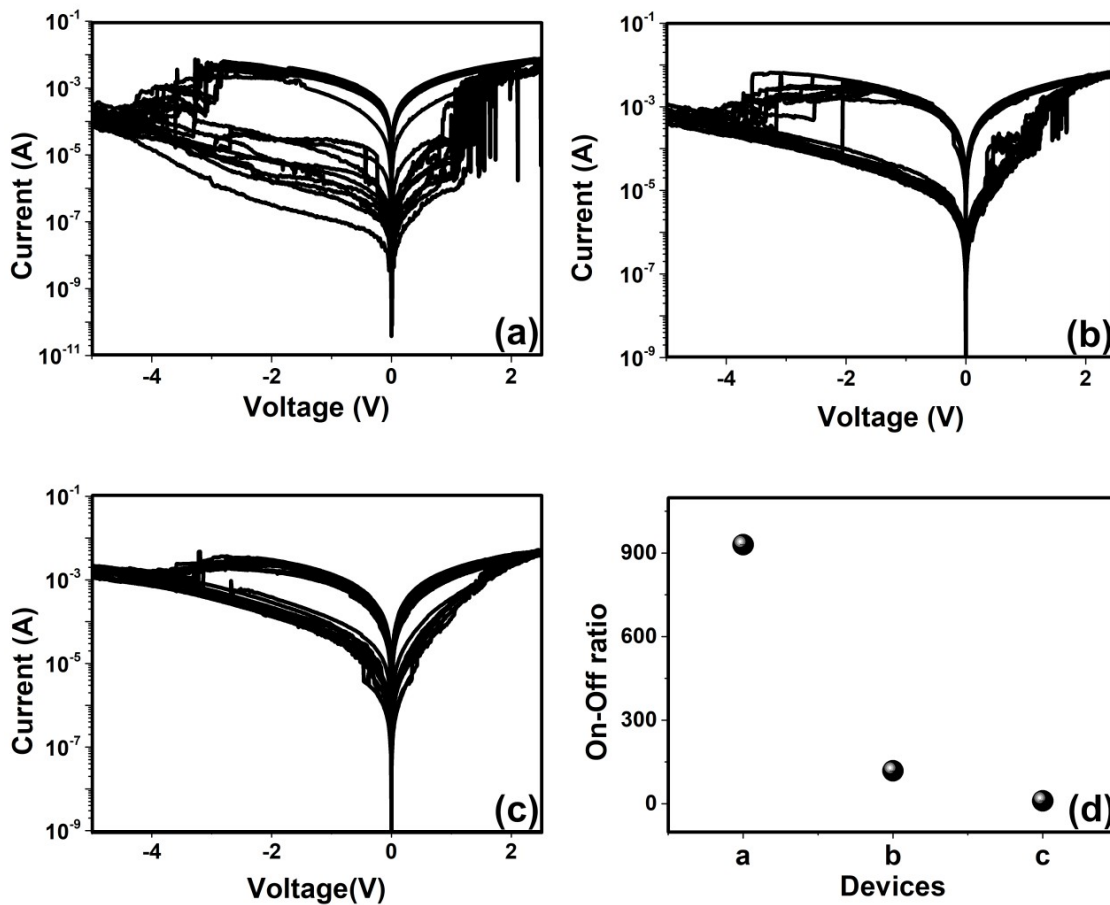 10^-1
10^-3
10^-5
10^-7
10^-9
10^-11
Current (A)
-4 -2 0 2
Voltage (V)
(a)
10^-1
10^-3
10^-5
10^-7
10^-9
Current (A)
-4 -2 0 2
Voltage (V)
(b)
10^-1
10^-3
10^-5
10^-7
10^-9
Current (A)
-4 -2 0 2
Voltage(V)
(c)
900
600
300
0
On-Off ratio
a b c
Devices
(d)